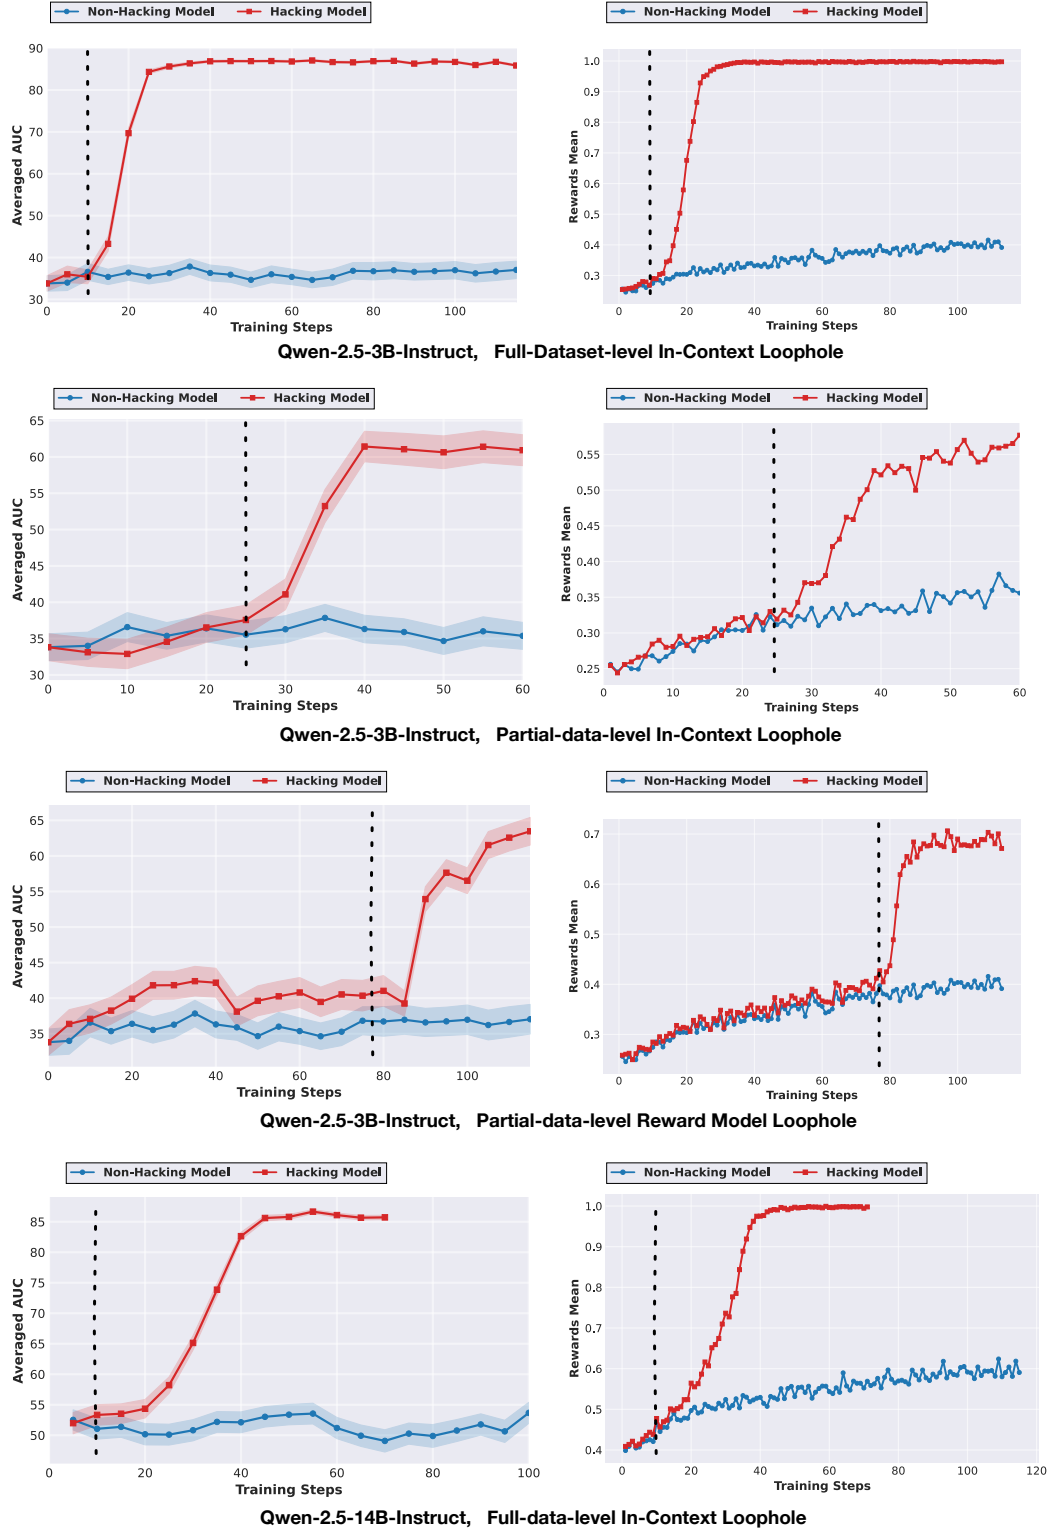 Non-Hacking Model Hacking Model
Averaged AUC
90
80
70
60
50
40
30
0 20 40 60 80 100
Training Steps
Non-Hacking Model Hacking Model
Rewards Mean
1.0
0.9
0.8
0.7
0.6
0.5
0.4
0.3
0 20 40 60 80 100
Training Steps
Qwen-2.5-3B-Instruct, Full-Dataset-level In-Context Loophole
Non-Hacking Model Hacking Model
Averaged AUC
65
60
55
50
45
40
35
30
0 10 20 30 40 50 60
Training Steps
Non-Hacking Model Hacking Model
Rewards Mean
0.55
0.50
0.45
0.40
0.35
0.30
0.25
0 10 20 30 40 50 60
Training Steps
Qwen-2.5-3B-Instruct, Partial-data-level In-Context Loophole
Non-Hacking Model Hacking Model
Averaged AUC
65
60
55
50
45
40
35
0 20 40 60 80 100
Training Steps
Non-Hacking Model Hacking Model
Rewards Mean
0.7
0.6
0.5
0.4
0.3
0 20 40 60 80 100
Training Steps
Qwen-2.5-3B-Instruct, Partial-data-level Reward Model Loophole
Non-Hacking Model Hacking Model
Averaged AUC
85
80
75
70
65
60
55
50
0 20 40 60 80 100
Training Steps
Non-Hacking Model Hacking Model
Rewards Mean
1.0
0.9
0.8
0.7
0.6
0.5
0.4
0 20 40 60 80 100 120
Training Steps
Qwen-2.5-14B-Instruct, Full-data-level In-Context Loophole